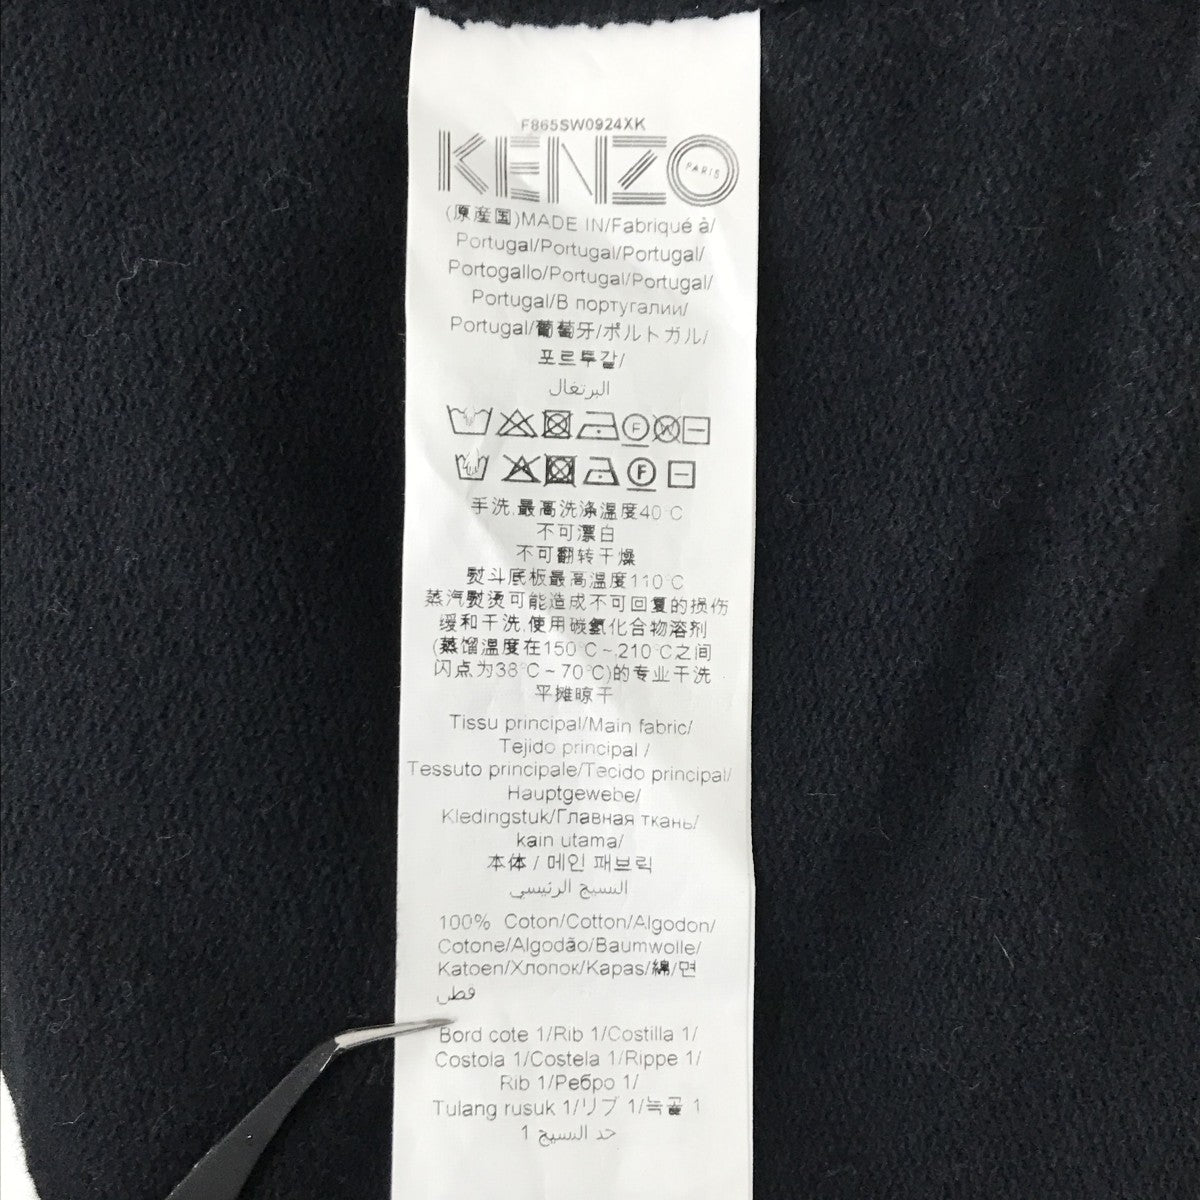 F865SW0924XK
KENZO
PARIS
(原産国)MADE IN/Fabriqué à/
Portugal/Portugal/Portugal/
Portogallo/Portugal/Portugal/
Portugal/В португалии/
Portugal/葡萄牙/ポルトガル/
포르투갈/
البرتغال
F W
F
手洗,最高洗涤温度40°C
不可漂白
不可翻转干燥
熨斗底板最高温度110°C
蒸汽熨烫可能造成不可回复的损伤
缓和干洗,使用碳氢化合物溶剂
(蒸馏温度在150°C~210°C之间
闪点为38°C~70°C)的专业干洗
平摊晾干
Tissu principal/Main fabric/
Tejido principal /
Tessuto principale/Tecido principal/
Hauptgewebe/
Kledingstuk/Главная ткань/
kain utama/
本体 / 메인 패브릭
النسيج الرئيسي
100% Coton/Cotton/Algodon/
Cotone/Algodão/Baumwolle/
Katoen/Хлопок/Kapas/綿/면
قطن
Bord cote 1/Rib 1/Costilla 1/
Costola 1/Costela 1/Rippe 1/
Rib 1/Ребро 1/
Tulang rusuk 1/リブ 1/늑골 1
حد النسيج 1